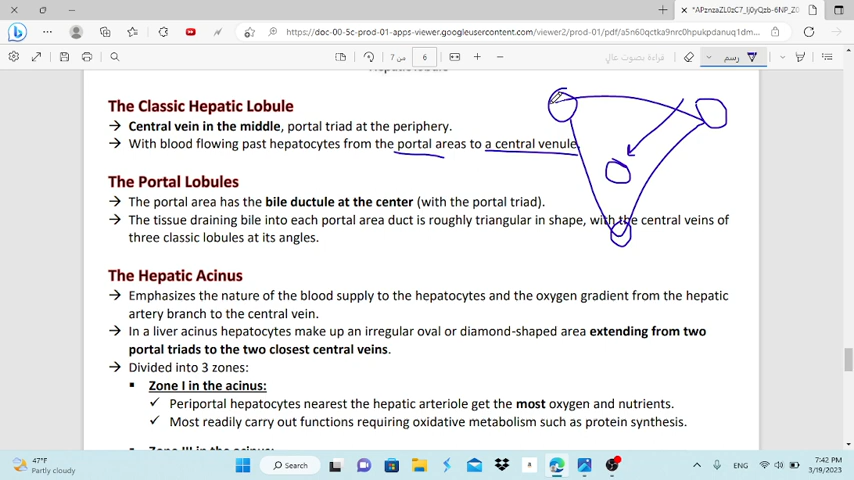 *APznzaZL0zC7_lj0yQzb-6NP_Z0
https://doc-00-5c-prod-01-apps-viewer.googleusercontent.com/viewer2/prod-01/pdf/a5n60qctka9nrc0hpukpdanuq1dm...
7 من
6
قراءة بصوت عالٍ
رسم
The Classic Hepatic Lobule
→ Central vein in the middle, portal triad at the periphery.
→ With blood flowing past hepatocytes from the portal areas to a central venule.
The Portal Lobules
→ The portal area has the bile ductule at the center (with the portal triad).
→ The tissue draining bile into each portal area duct is roughly triangular in shape, with the central veins of
three classic lobules at its angles.
The Hepatic Acinus
→ Emphasizes the nature of the blood supply to the hepatocytes and the oxygen gradient from the hepatic
artery branch to the central vein.
→ In a liver acinus hepatocytes make up an irregular oval or diamond-shaped area extending from two
portal triads to the two closest central veins.
→ Divided into 3 zones:
▪ Zone I in the acinus:
✓ Periportal hepatocytes nearest the hepatic arteriole get the most oxygen and nutrients.
✓ Most readily carry out functions requiring oxidative metabolism such as protein synthesis.
47°F
Partly cloudy
Search
ENG
7:42 PM
3/19/2023